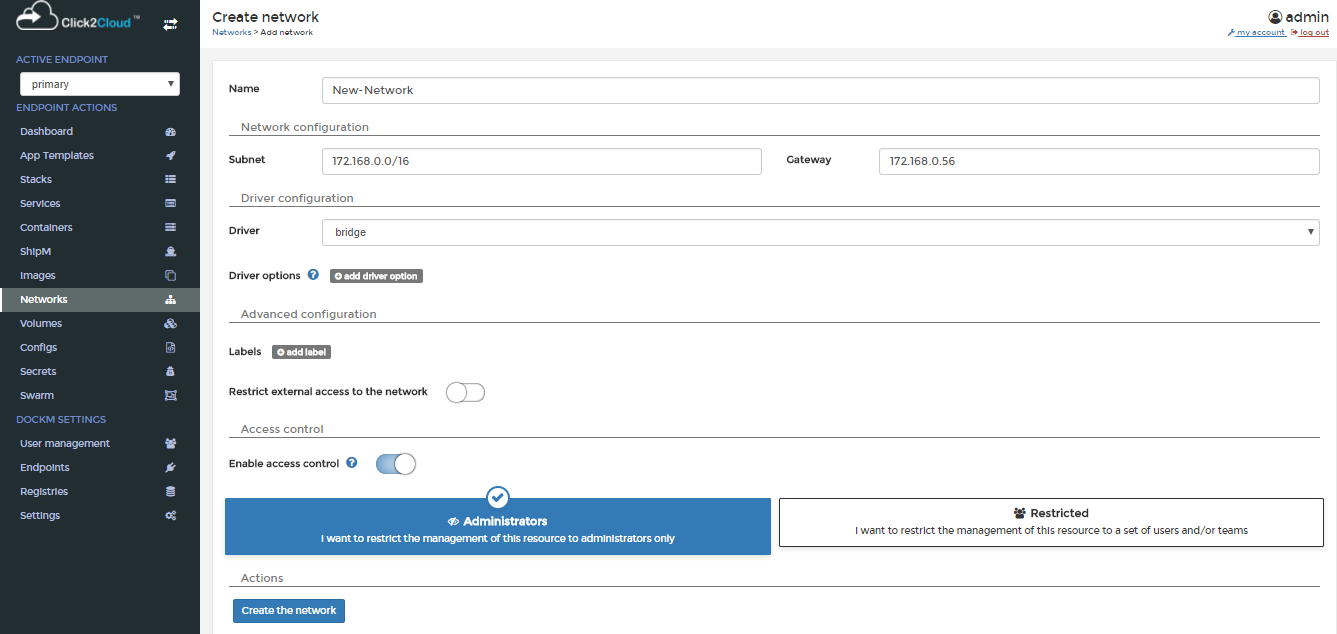 Click2Cloud™
ACTIVE ENDPOINT
primary
ENDPOINT ACTIONS
Dashboard
App Templates
Stacks
Services
Containers
ShipM
Images
Networks
Volumes
Configs
Secrets
Swarm
DOCKM SETTINGS
User management
Endpoints
Registries
Settings
Create network
Networks > Add network
admin
my account log out
Name New-Network
Network configuration
Subnet 172.168.0.0/16 Gateway 172.168.0.56
Driver configuration
Driver bridge
Driver options ? add driver option
Advanced configuration
Labels add label
Restrict external access to the network
Access control
Enable access control ?
Administrators
I want to restrict the management of this resource to administrators only
Restricted
I want to restrict the management of this resource to a set of users and/or teams
Actions
Create the network